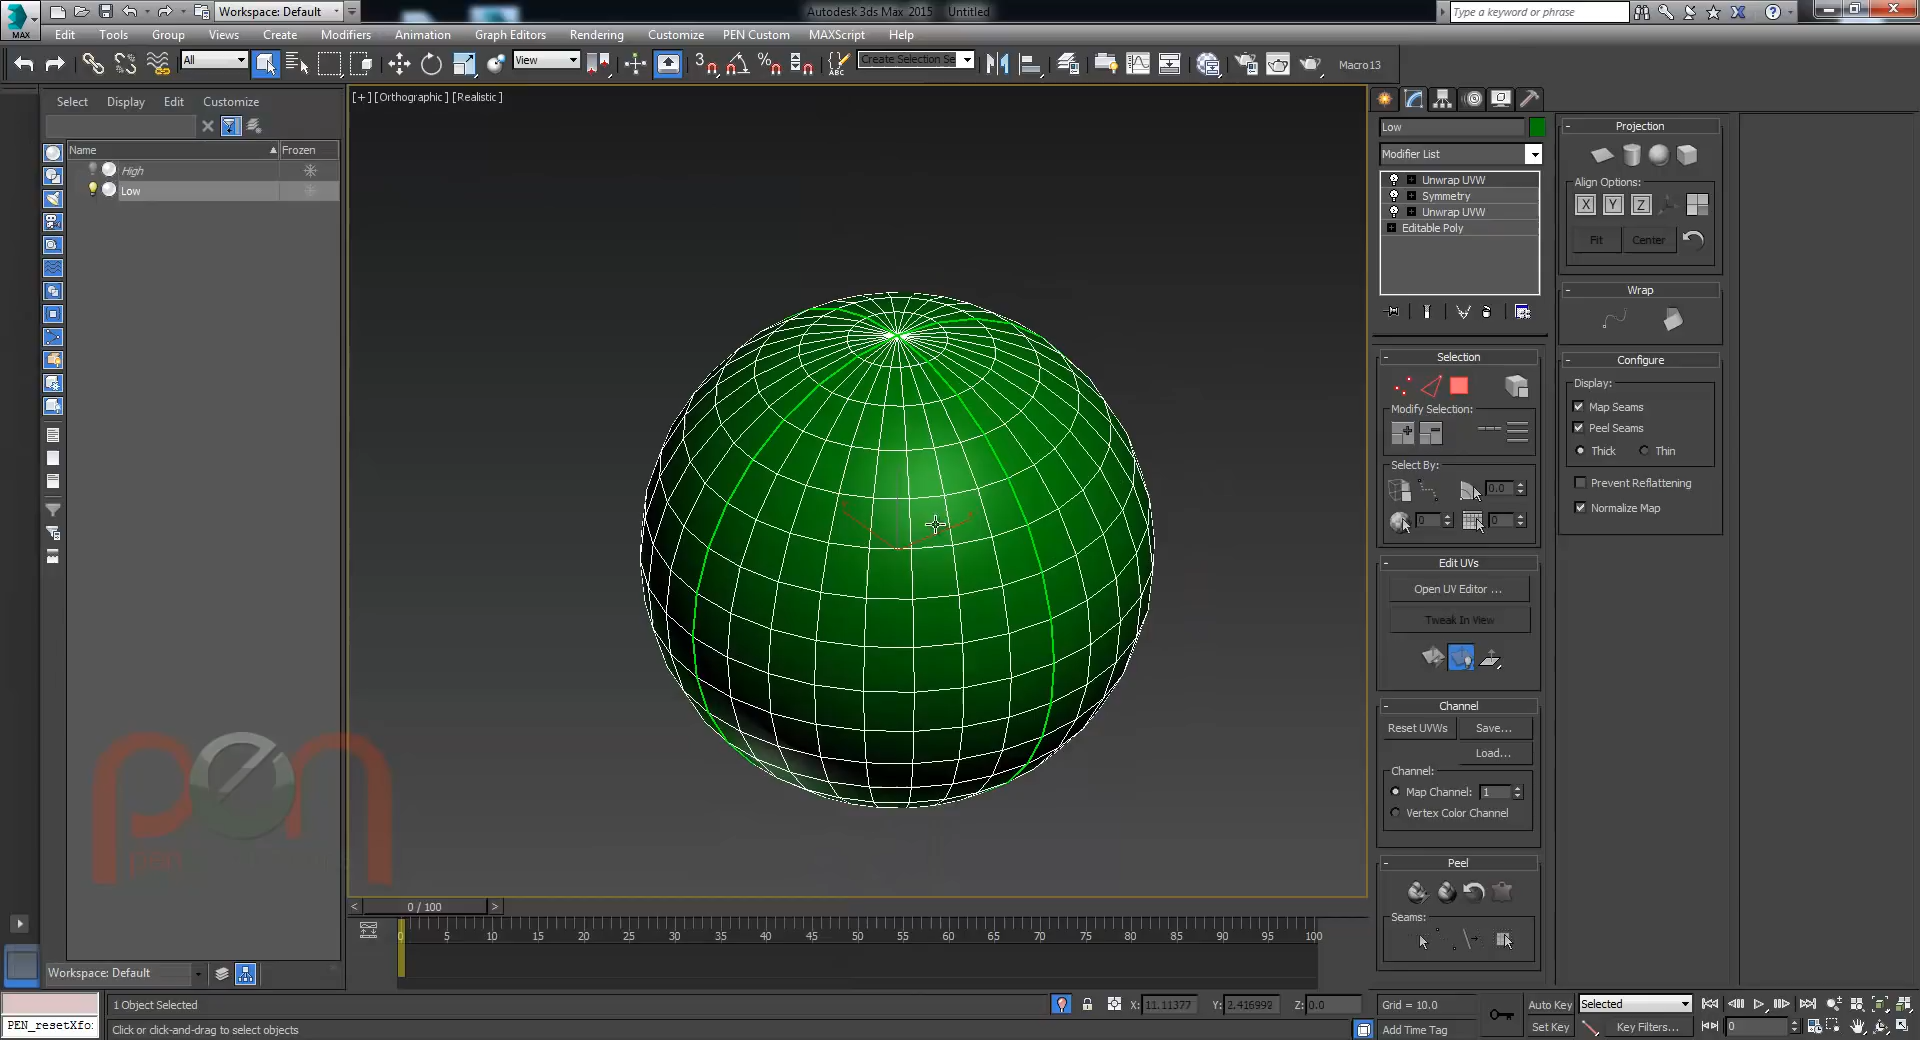 Workspace: Default
Autodesk 3ds Max 2015 Untitled
Type a keyword or phrase
MAX
Edit Tools Group Views Create Modifiers Animation Graph Editors Rendering Customize PEN Custom MAXScript Help
All
View
3
ABC
Create Selection Se
Macro13
Select Display Edit Customize
Name Frozen
High
Low
[+] [Orthographic] [Realistic]
Low
Modifier List
Unwrap UVW
Symmetry
Unwrap UVW
Editable Poly
Selection
Modify Selection:
Select By:
0.0
0
0
Edit UVs
Open UV Editor ...
Tweak In View
Channel
Reset UVWs Save...
Load...
Channel:
Map Channel: 1
Vertex Color Channel
Peel
Seams:
Projection
Align Options:
X Y Z
Fit Center
Wrap
Configure
Display:
Map Seams
Peel Seams
Thick Thin
Prevent Reflattening
Normalize Map
pen
pen
< 0 / 100 >
0 5 10 15 20 25 30 35 40 45 50 55 60 65 70 75 80 85 90 95 100
Workspace: Default
1 Object Selected
X: 11.11377 Y: 2.416992 Z: 0.0
Grid = 10.0
Auto Key Selected
PEN_resetXfo:
Click or click-and-drag to select objects
Add Time Tag
Set Key Key Filters...
0